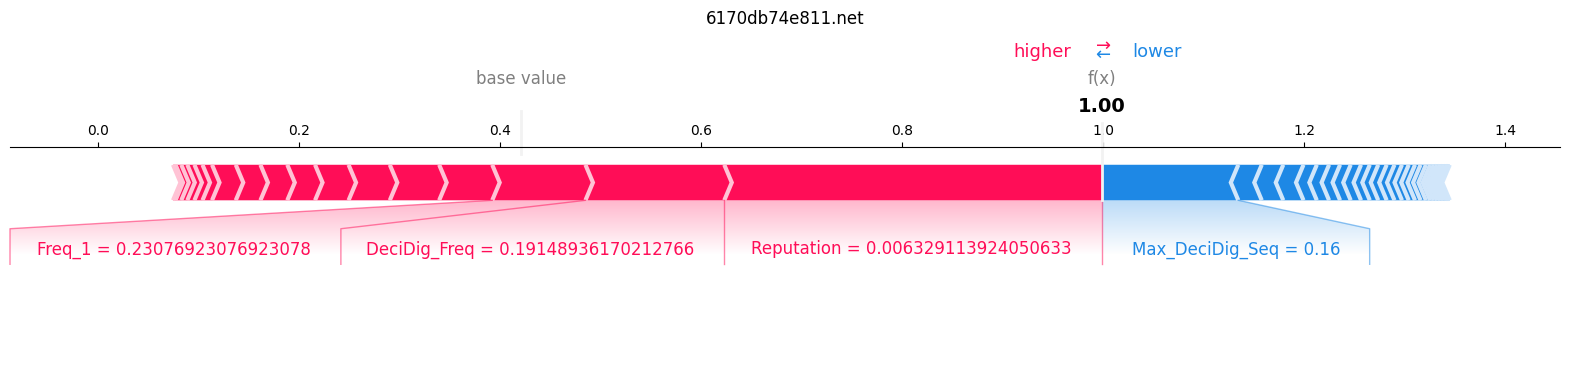 6170db74e811.net
higher ⇄ lower
base value f(x)
1.00
0.0 0.2 0.4 0.6 0.8 1.0 1.2 1.4
Freq_1 = 0.23076923076923078 DeciDig_Freq = 0.19148936170212766 Reputation = 0.006329113924050633 Max_DeciDig_Seq = 0.16